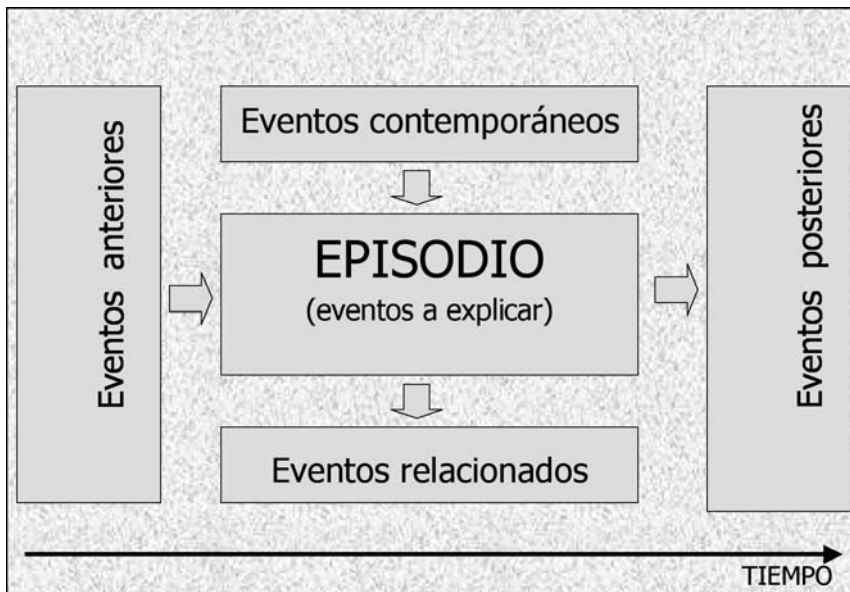 Eventos anteriores
Eventos contemporáneos
EPISODIO
(eventos a explicar)
Eventos relacionados
Eventos posteriores
TIEMPO